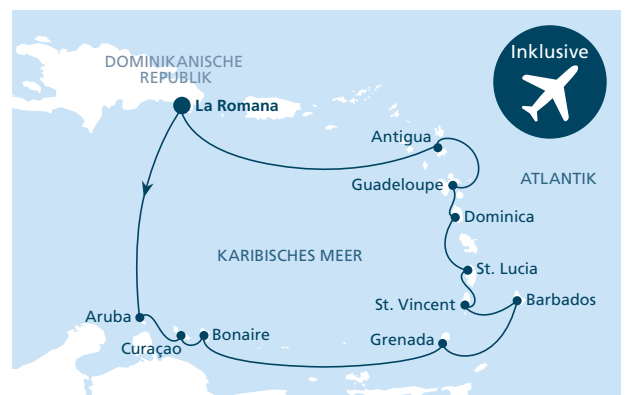 Inklusive
DOMINIKANISCHE
REPUBLIK
La Romana
Antigua
Guadeloupe
ATLANTIK
Dominica
KARIBISCHES MEER
St. Lucia
St. Vincent
Barbados
Aruba
Bonaire
Curaçao
Grenada